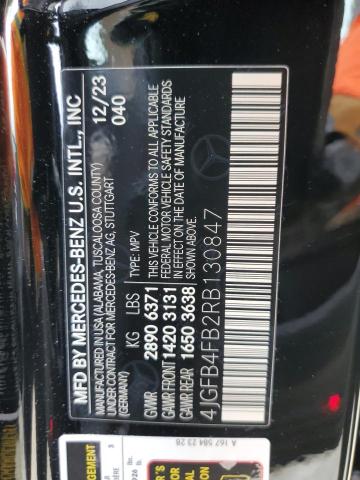 MFD BY MERCEDES-BENZ U.S. INTL., INC
MANUFACTURED IN USA (ALABAMA, TUSCALOOSA COUNTY) 12/23
UNDER CONTRACT FOR MERCEDES-BENZ AG, STUTTGART 040
KG LBS TYPE: MPV
GVWR 2890 6371 THIS VEHICLE CONFORMS TO ALL APPLICABLE
GAWR FRONT 1420 3131 FEDERAL MOTOR VEHICLE SAFETY STANDARDS
GAWR REAR 1650 3638 IN EFFECT ON THE DATE OF MANUFACTURE
SHOWN ABOVE.
4JGFB4FB2RB130847
A 167 584 23 28